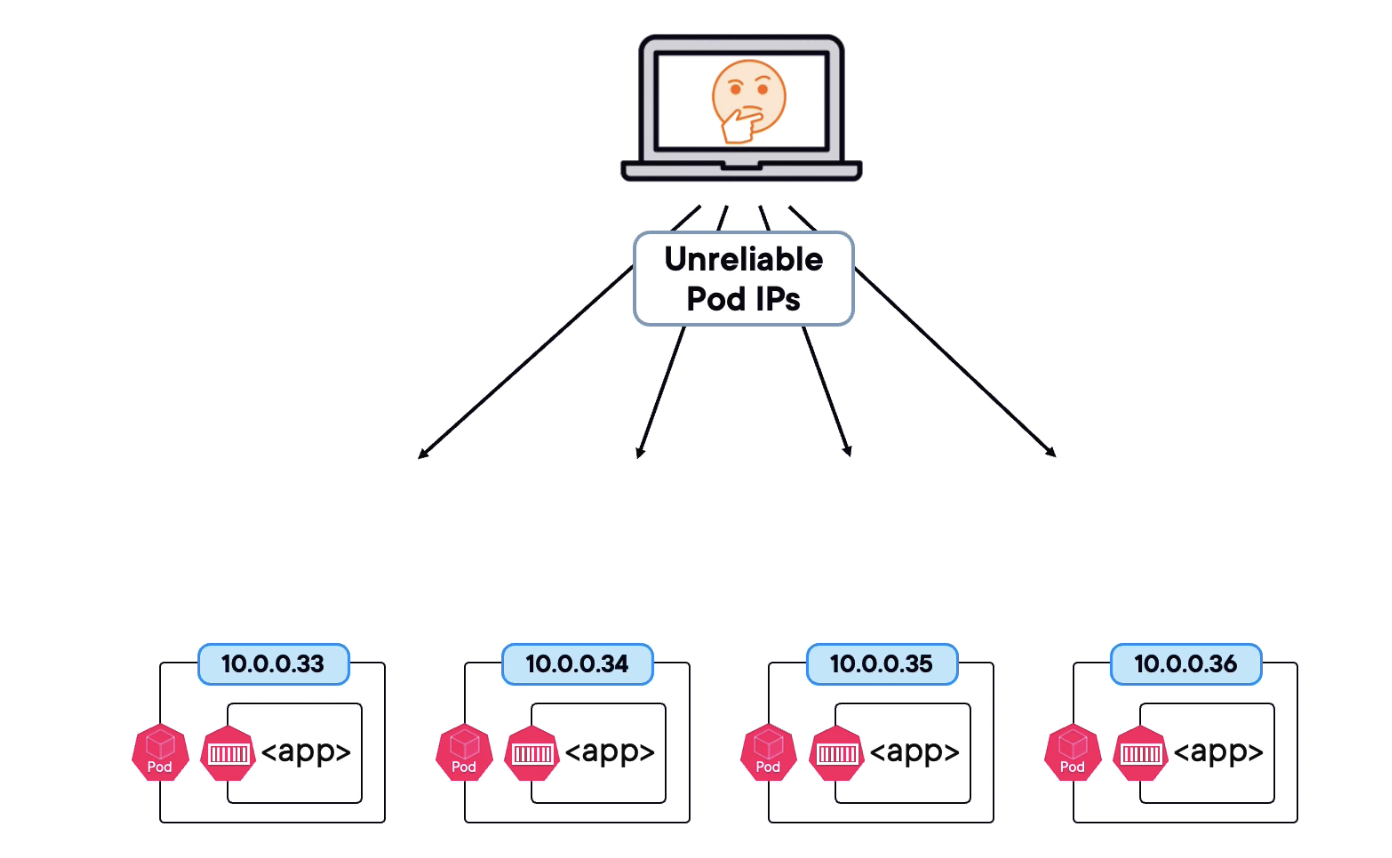 Unreliable
Pod IPs
10.0.0.33
10.0.0.34
10.0.0.35
10.0.0.36
Pod
<app>
Pod
<app>
Pod
<app>
Pod
<app>